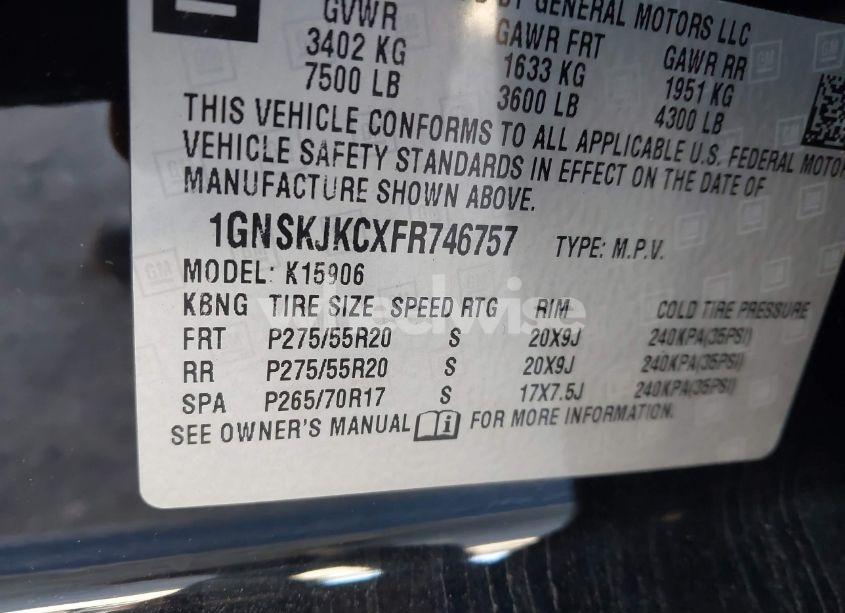 BY GENERAL MOTORS LLC
GVWR GAWR FRT GAWR RR
3402 KG 1633 KG 1951 KG
7500 LB 3600 LB 4300 LB
THIS VEHICLE CONFORMS TO ALL APPLICABLE U.S. FEDERAL MOTOR
VEHICLE SAFETY STANDARDS IN EFFECT ON THE DATE OF
MANUFACTURE SHOWN ABOVE.
1GNSKJKCXFR746757 TYPE: M.P.V.
MODEL: K15906
KBNG TIRE SIZE SPEED RTG RIM COLD TIRE PRESSURE
FRT P275/55R20 S 20X9J 240KPA(35PSI)
RR P275/55R20 S 20X9J 240KPA(35PSI)
SPA P265/70R17 S 17X7.5J 240KPA(35PSI)
SEE OWNER'S MANUAL FOR MORE INFORMATION.
GM